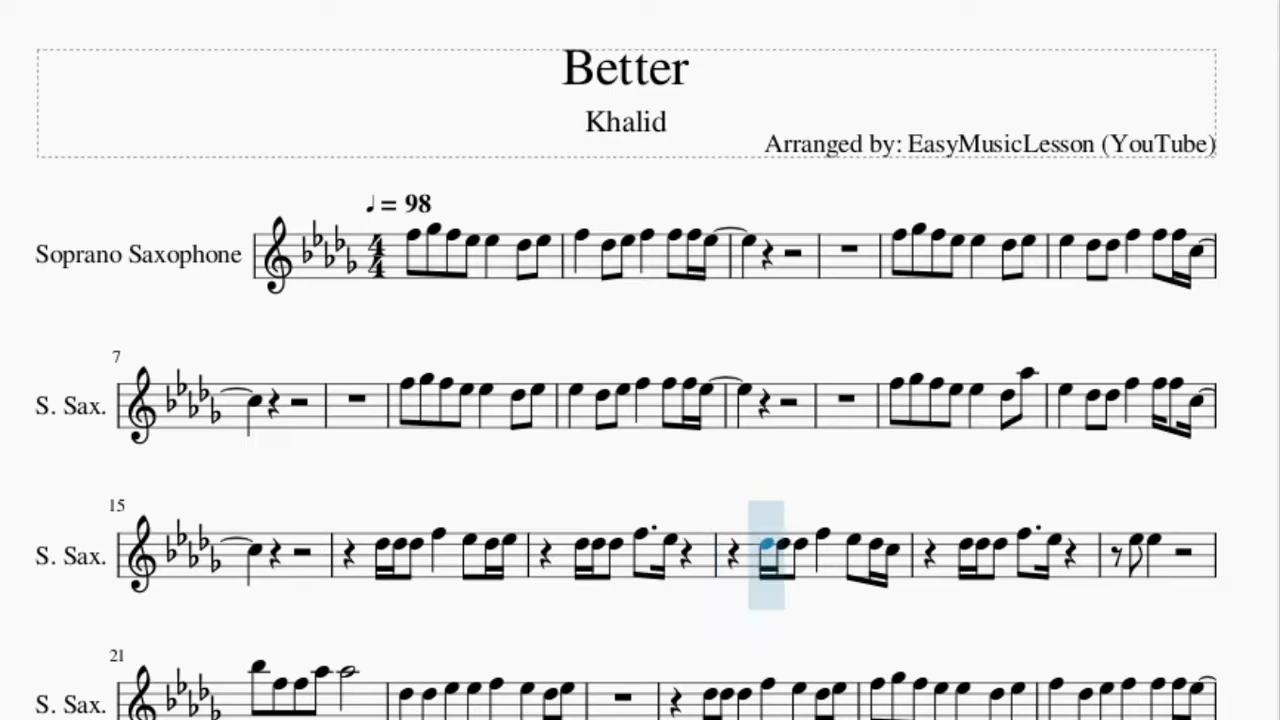 Better
Khalid
Arranged by: EasyMusicLesson (YouTube)
♩ = 98
Soprano Saxophone
4
4
7
S. Sax.
15
S. Sax.
21
S. Sax.